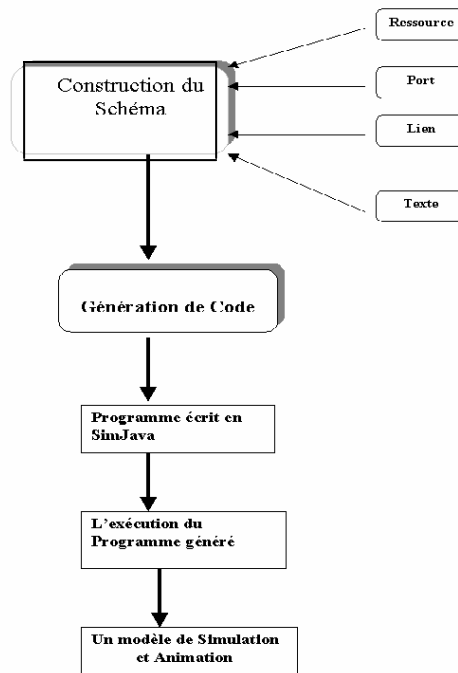 Ressource
Construction du
Schéma
Port
Lien
Texte
Génération de Code
Programme écrit en
SimJava
L'exécution du
Programme généré
Un modèle de Simulation
et Animation